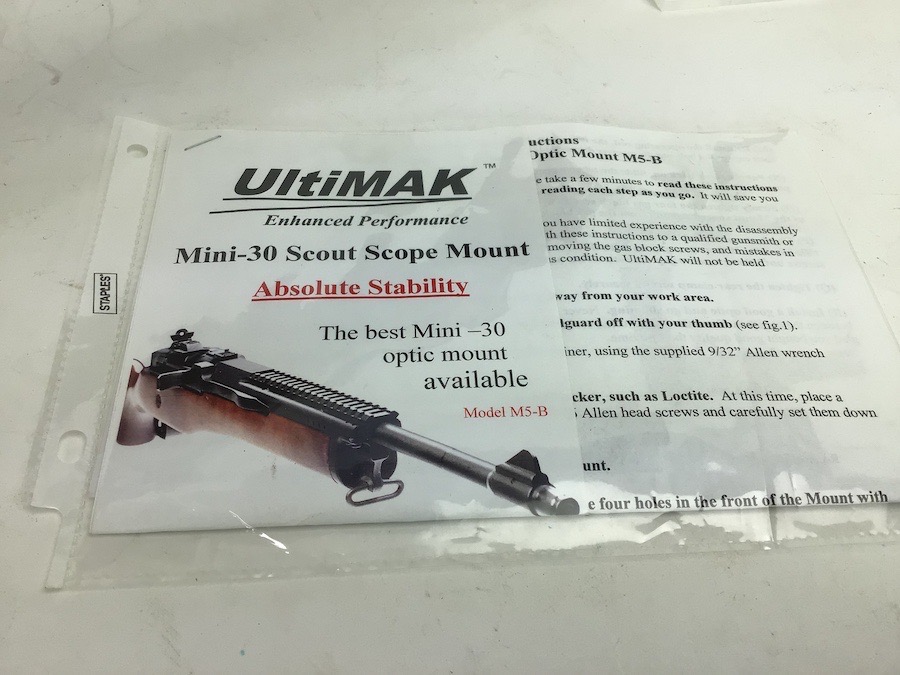 UltiMAK™
Enhanced Performance
Mini-30 Scout Scope Mount
Absolute Stability
The best Mini –30
optic mount
available
Model M5-B
STAPLES
uctions
Optic Mount M5-B
e take a few minutes to read these instructions
reading each step as you go. It will save you
ou have limited experience with the disassembly
th these instructions to a qualified gunsmith or
moving the gas block screws, and mistakes in
s condition. UltiMAK will not be held
way from your work area.
dguard off with your thumb (see fig.1).
iner, using the supplied 9/32” Allen wrench
cker, such as Loctite. At this time, place a
Allen head screws and carefully set them down
unt.
e four holes in the front of the Mount with